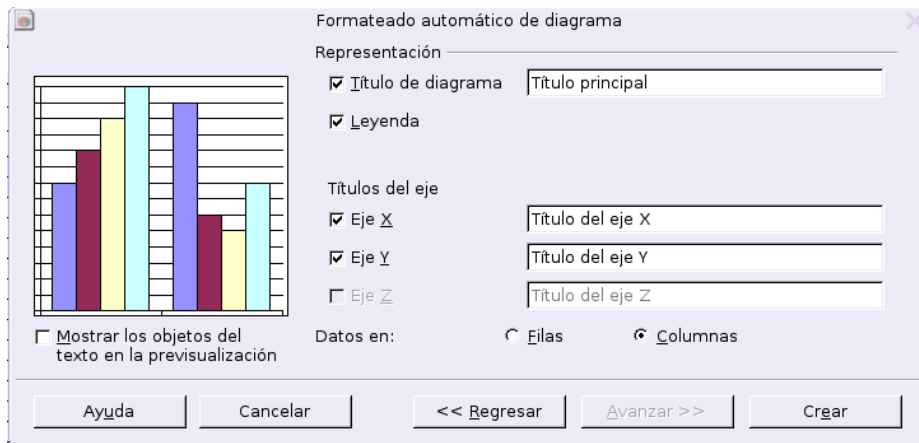 Formateado automático de diagrama
Representación
Título de diagrama Título principal
Leyenda
Títulos del eje
Eje X Título del eje X
Eje Y Título del eje Y
Eje Z Título del eje Z
Mostrar los objetos del
texto en la previsualización
Datos en: Filas Columnas
Ayuda Cancelar << Regresar Avanzar >> Crear